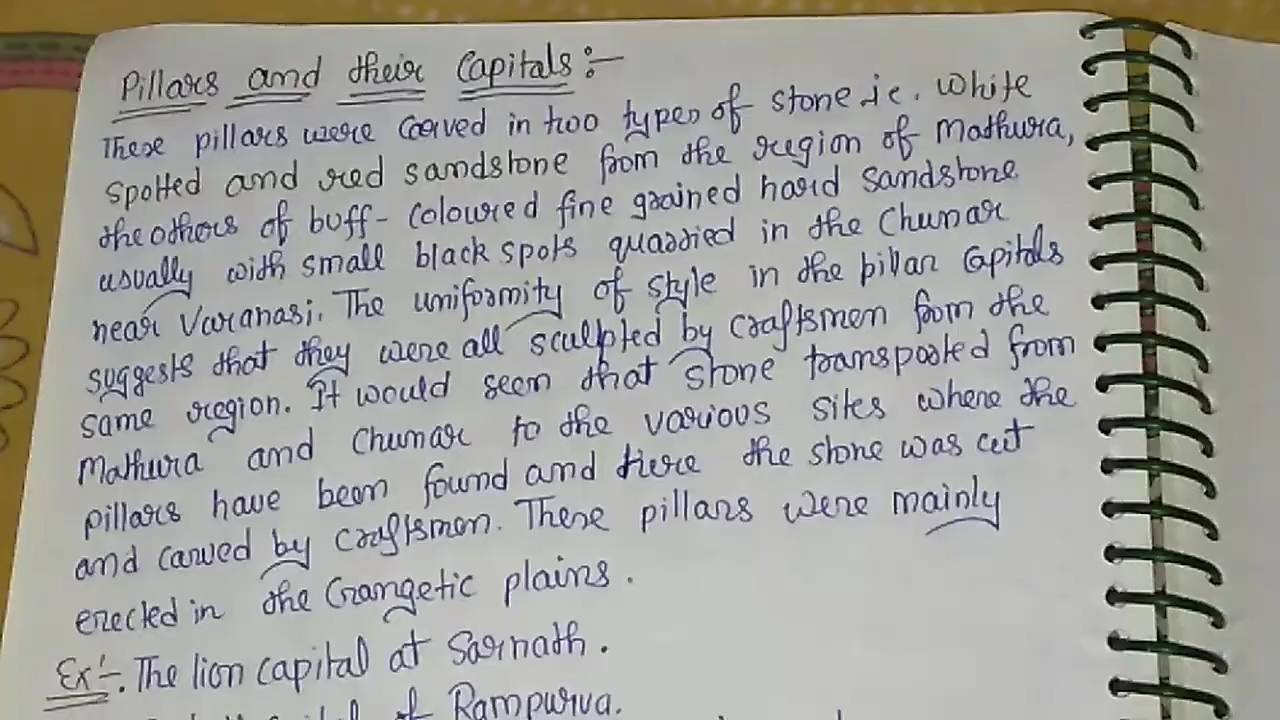 Pillars and their Capitals :-
These pillars were carved in two types of stone ie. White
spotted and red sandstone from the region of Mathura,
the others of buff- coloured fine grained hard sandstone
usually with small black spots quarried in the Chunar
near Varanasi. The uniformity of style in the pillar Capitals
suggests that they were all sculpted by craftsmen from the
same region. It would seem that stone transported from
Mathura and Chunar to the various sites where the
pillars have been found and here the stone was cut
and carved by craftsmen. These pillars were mainly
erected in the Gangetic plains.
Ex:-. The lion capital at Sarnath.
of Rampurva.